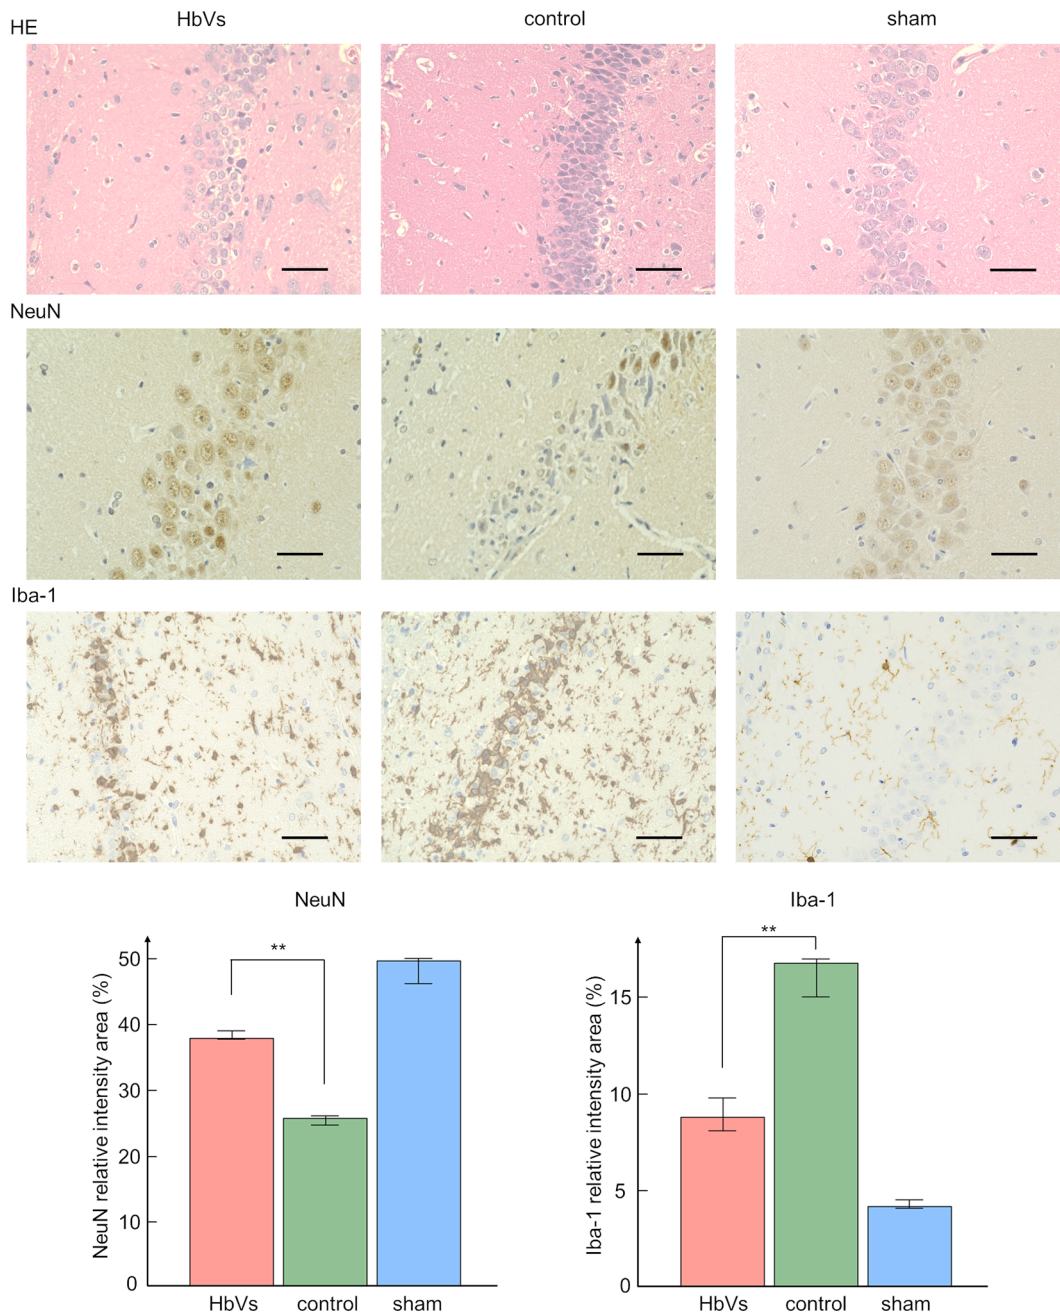 HbVs control sham
HE
NeuN
Iba-1
NeuN
NeuN relative intensity area (%)
50
40
30
20
10
0
**
HbVs control sham
Iba-1
Iba-1 relative intensity area (%)
15
10
5
0
**
HbVs control sham